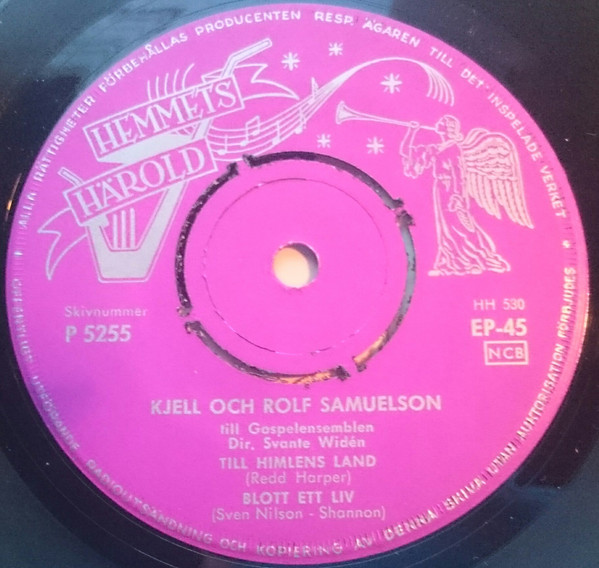 ALLA RÄTTIGHETER FÖRBEHÅLLAS PRODUCENTEN RESP. ÄGAREN TILL DET INSPELADE VERKET *
HEMMETS
HÄROLD
Skivnummer
P 5255
HH 530
EP-45
NCB
KJELL OCH ROLF SAMUELSON
till Gospelensemblen
Dir. Svante Widén
TILL HIMLENS LAND
(Redd Harper)
BLOTT ETT LIV
(Sven Nilson - Shannon)
RADIOUTSÄNDNING OCH KOPIERING AV DENNA SKIVA UTAN AUKTORISATION FÖRBJUDES *